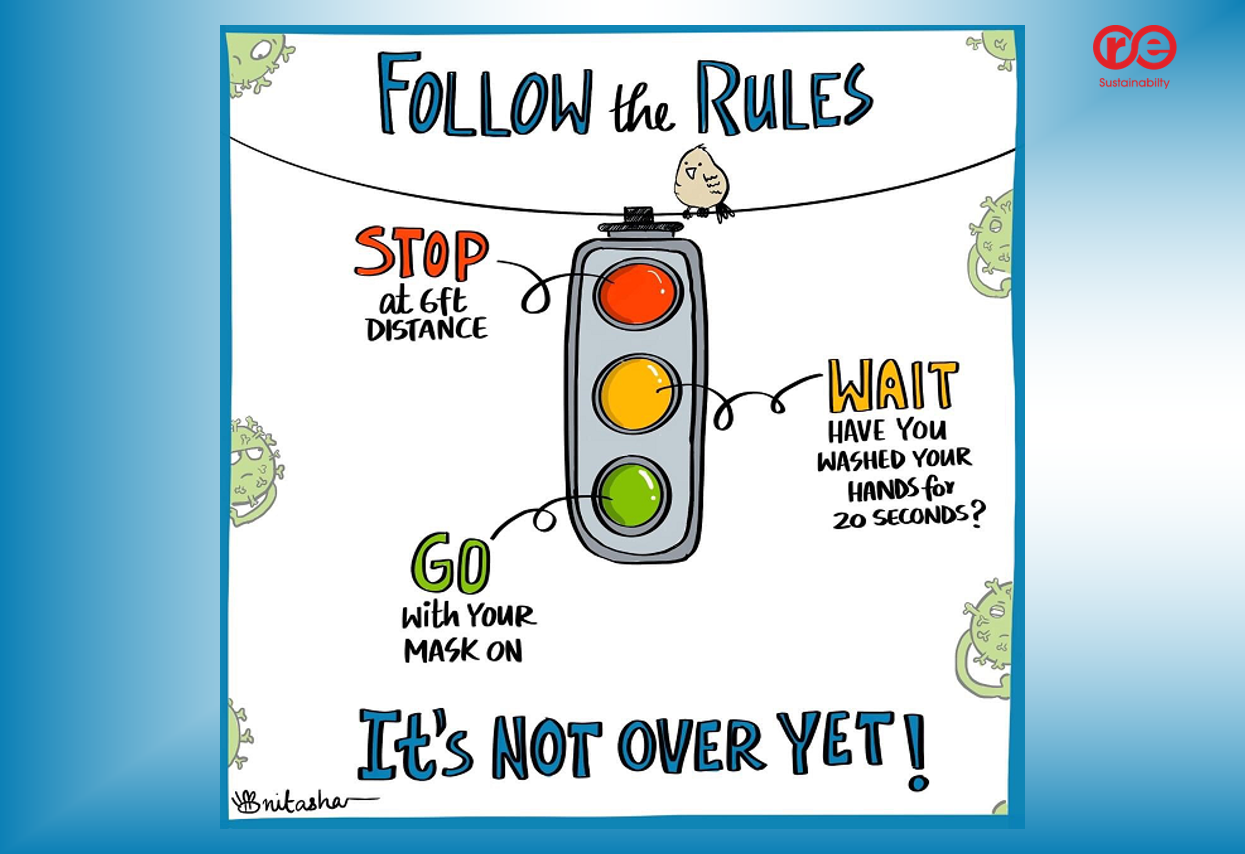 FOLLOW the RULES
re
Sustainabilty
STOP
at 6ft
DISTANCE
WAIT
HAVE YOU
WASHED YOUR
HANDS for
20 SECONDS?
GO
with YOUR
MASK ON
It's NOT OVER YET!
nitasha